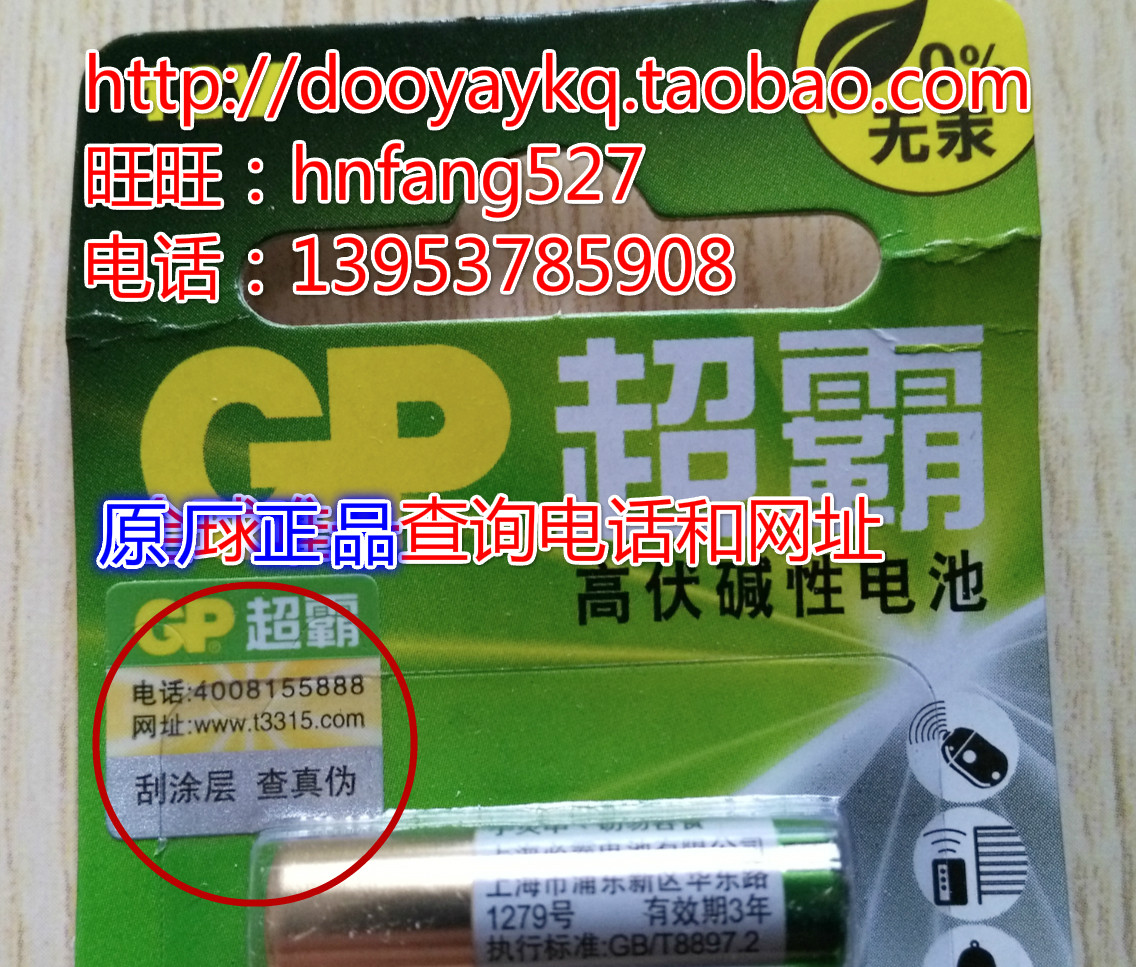 http://dooyaykq.taobao.com
0%
无汞
旺旺：hnfang527
电话：13953785908
GP 超霸
原厂正品查询电话和网址
高伏碱性电池
GP 超霸
电话:4008155888
网址:www.t3315.com
刮涂层 查真伪
上海市浦东新区华东路
1279号 有效期3年
执行标准:GB/T8897.2